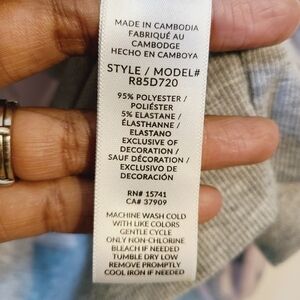 MADE IN CAMBODIA
FABRIQUÉ AU
CAMBODGE
HECHO EN CAMBOYA
STYLE / MODEL#
R85D720
95% POLYESTER /
POLIÉSTER
5% ELASTANE /
ÉLASTHANNE /
ELASTANO
EXCLUSIVE OF
DECORATION /
SAUF DÉCORATION /
EXCLUSIVO DE
DECORACIÓN
RN# 15741
CA# 37909
MACHINE WASH COLD
WITH LIKE COLORS
GENTLE CYCLE
ONLY NON-CHLORINE
BLEACH IF NEEDED
TUMBLE DRY LOW
REMOVE PROMPTLY
COOL IRON IF NEEDED